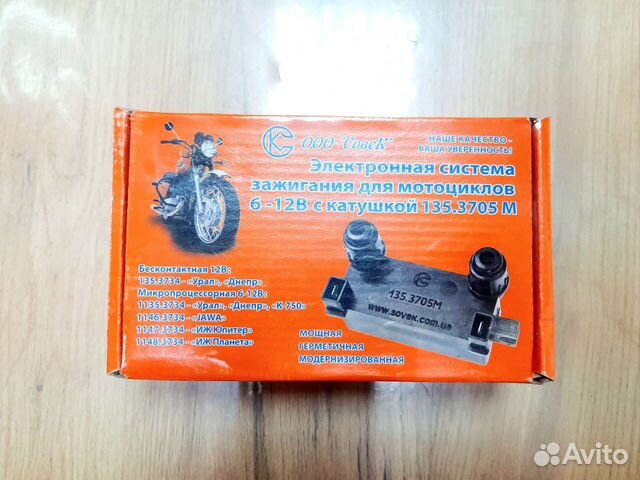 СК ООО "СовеК"
НАШЕ КАЧЕСТВО -
ВАША УВЕРЕННОСТЬ!
Электронная система
зажигания для мотоциклов
6 -12В с катушкой 135.3705 М
Бесконтактная 12В:
135.3734 - «Урал», «Днепр»
Микропроцессорная 6-12В:
1135.3734 - «Урал», «Днепр», «К 750»
1146.3734 - «JAWA»
1147.3734 - «ИЖ Юпитер»
1148.3734 - «ИЖ Планета»
135.3705М
www.sovek.com.ua
МОЩНАЯ
ГЕРМЕТИЧНАЯ
МОДЕРНИЗИРОВАННАЯ
Avito